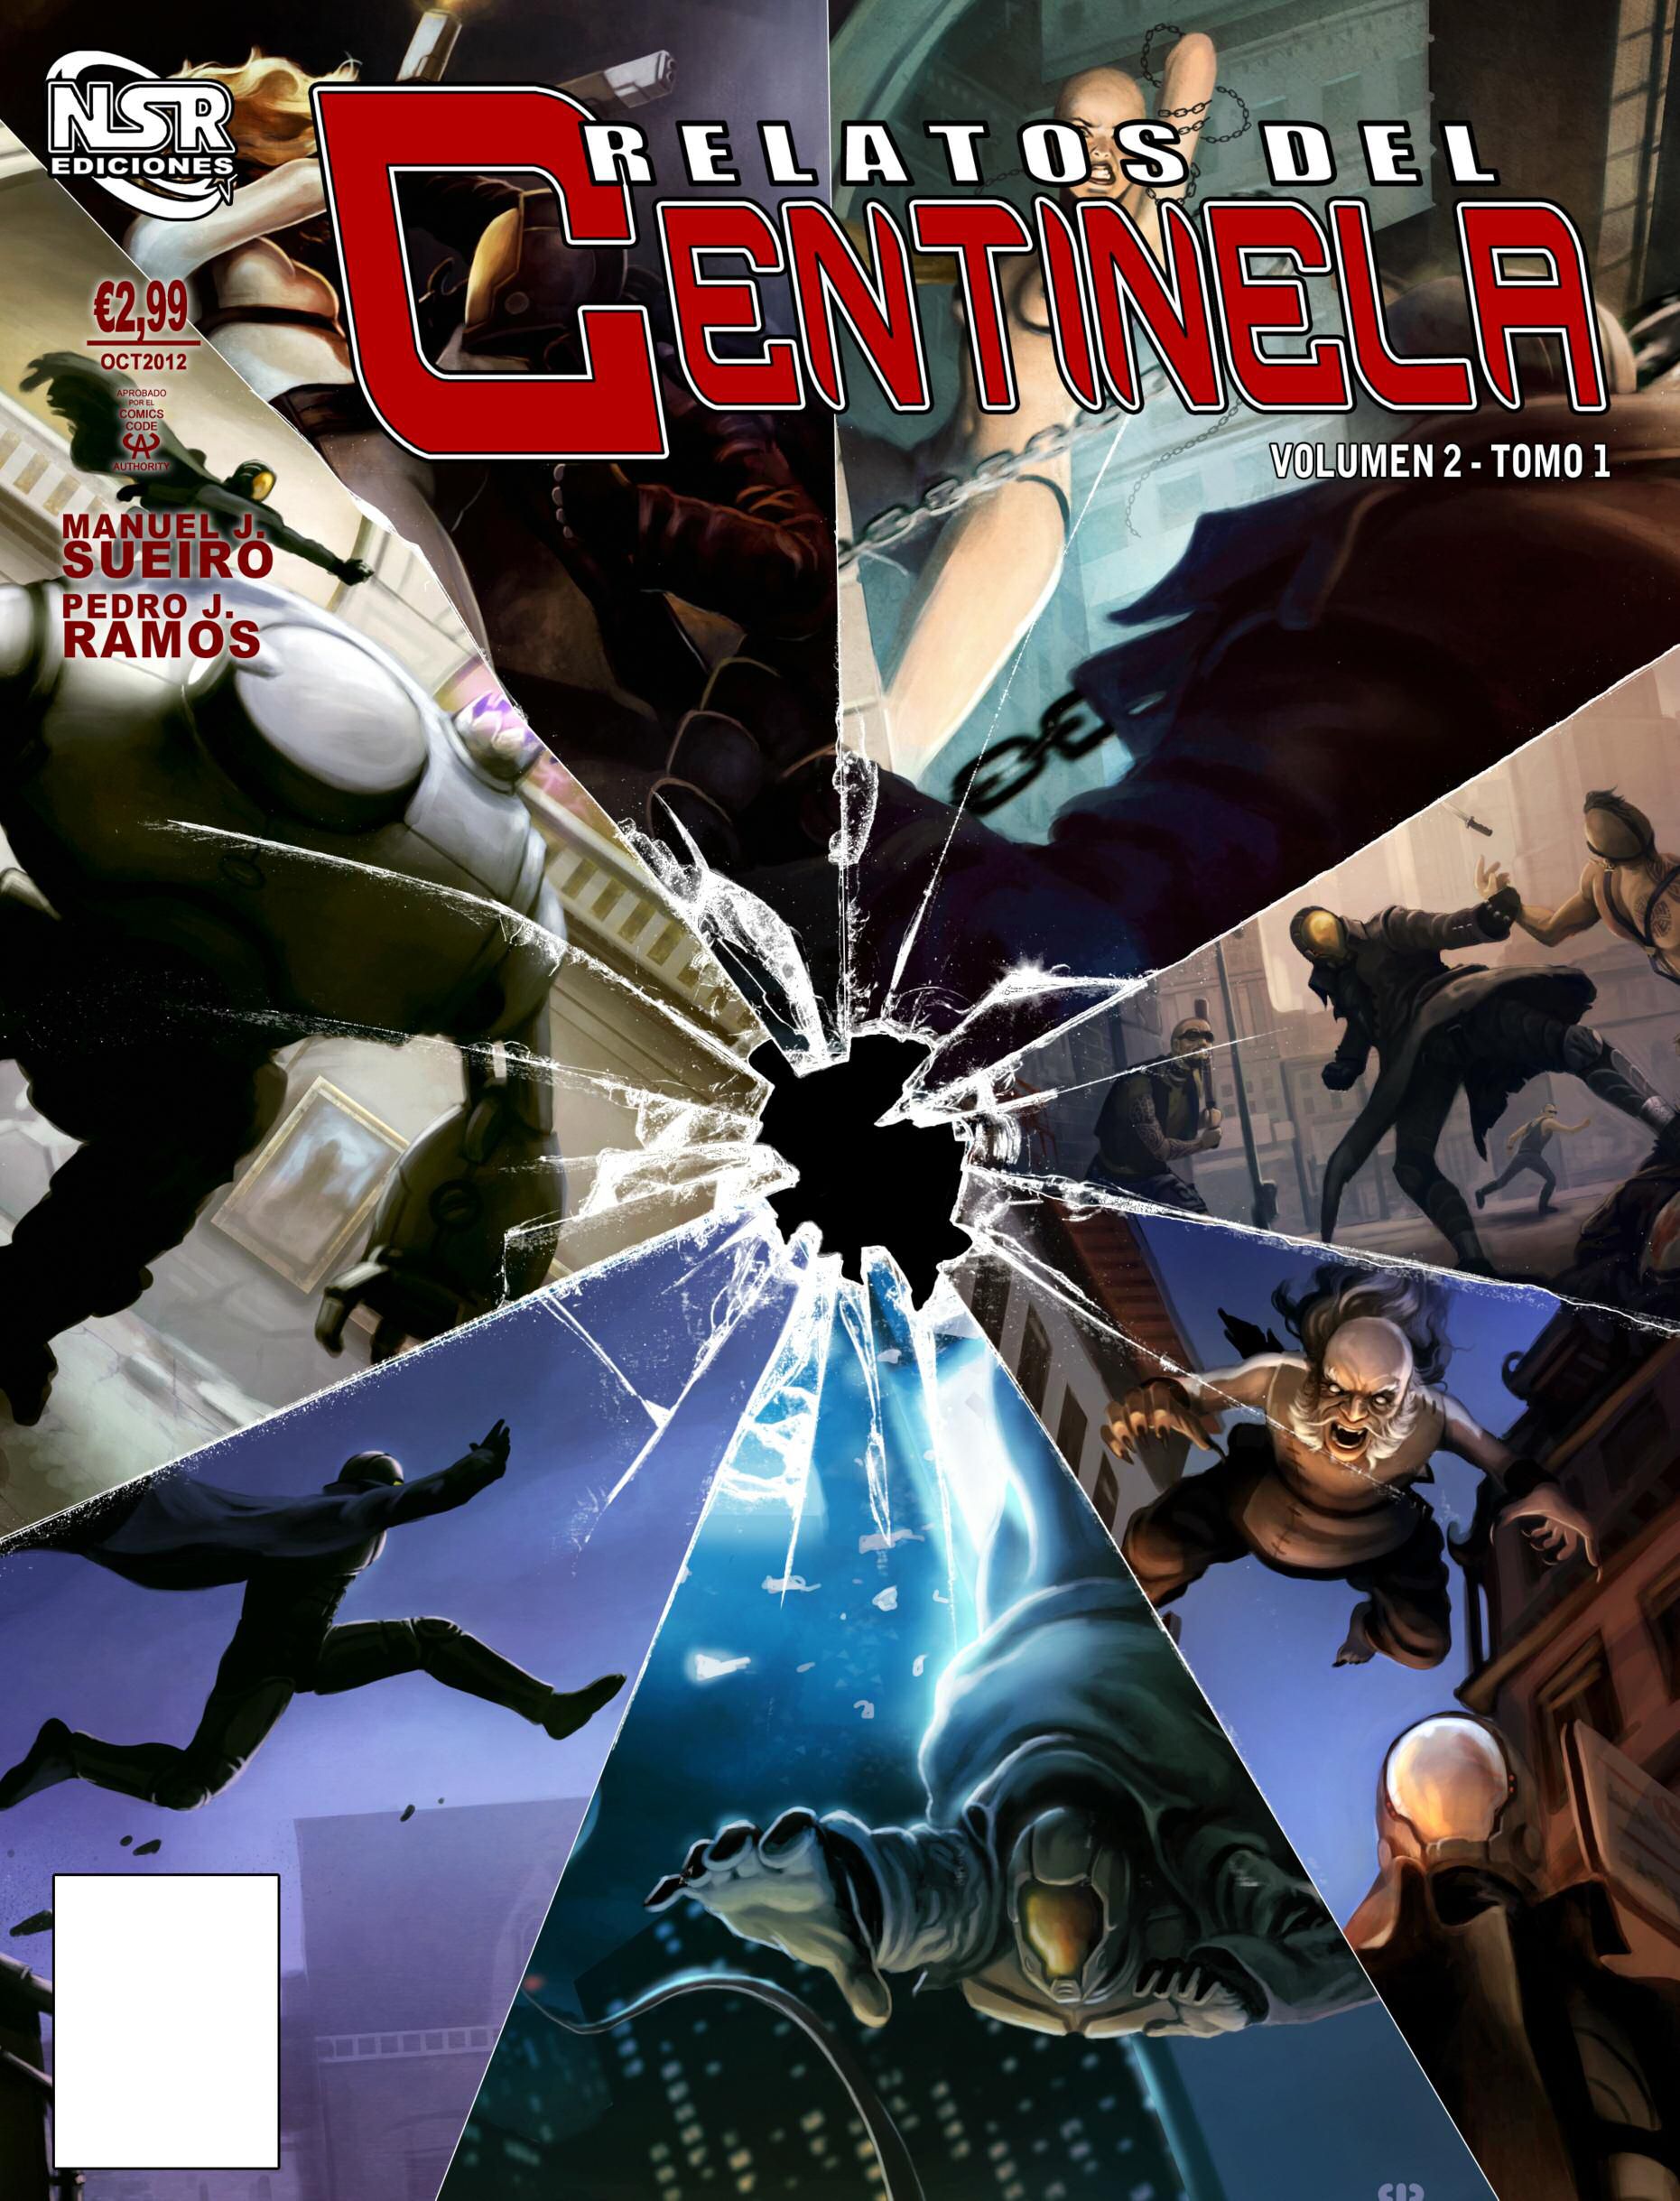 NSR
EDICIONES
RELATOS DEL
CENTINELA
€2,99
OCT2012
APROBADO
POR EL
COMICS
CODE
A
AUTHORITY
VOLUMEN 2 - TOMO 1
MANUEL J.
SUEIRO
PEDRO J.
RAMOS